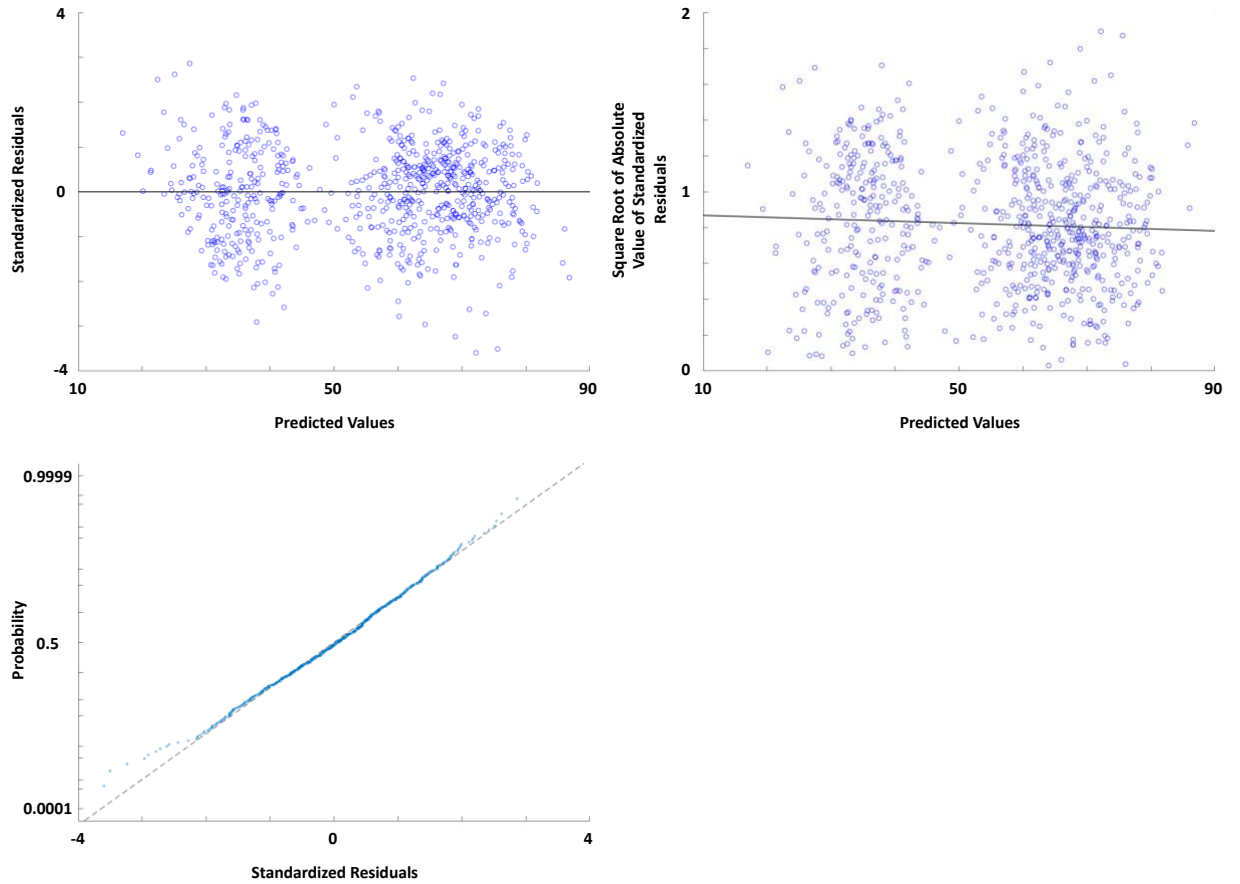 4
0
-4
10
50
90
Standardized Residuals
Predicted Values
2
1
0
10
50
90
Square Root of Absolute
Value of Standardized
Residuals
Predicted Values
0.9999
0.5
0.0001
-4
0
4
Probability
Standardized Residuals